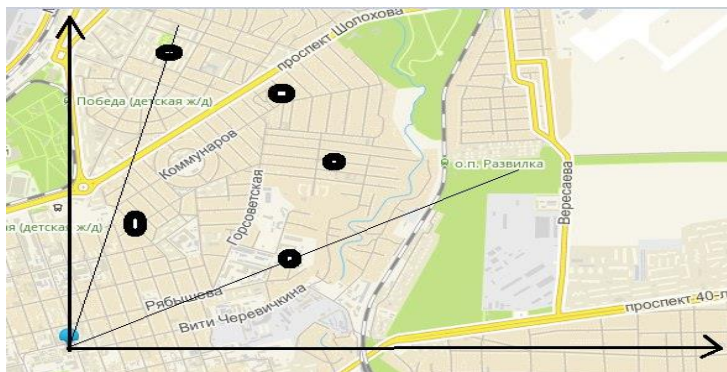 проспект Шолохова
Победа (детская ж/д)
Коммунаров
о.п. Развилка
Горсоветская
Вересаева
(детская ж/д)
Рябышева
Вити Черевичкина
проспект 40-л